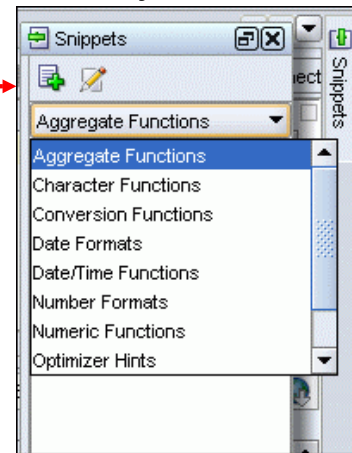 Snippets
ect
Snippets
Aggregate Functions
Aggregate Functions
Character Functions
Conversion Functions
Date Formats
Date/Time Functions
Number Formats
Numeric Functions
Optimizer Hints